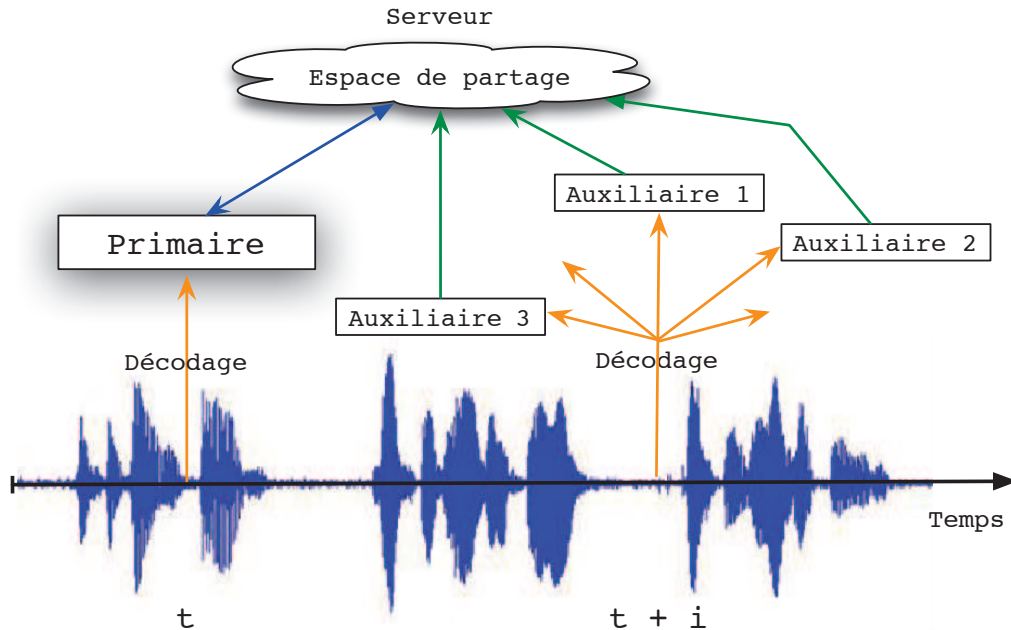 Serveur
Espace de partage
Auxiliaire 1
Primaire
Auxiliaire 2
Auxiliaire 3
Décodage
Décodage
Temps
t
t + i